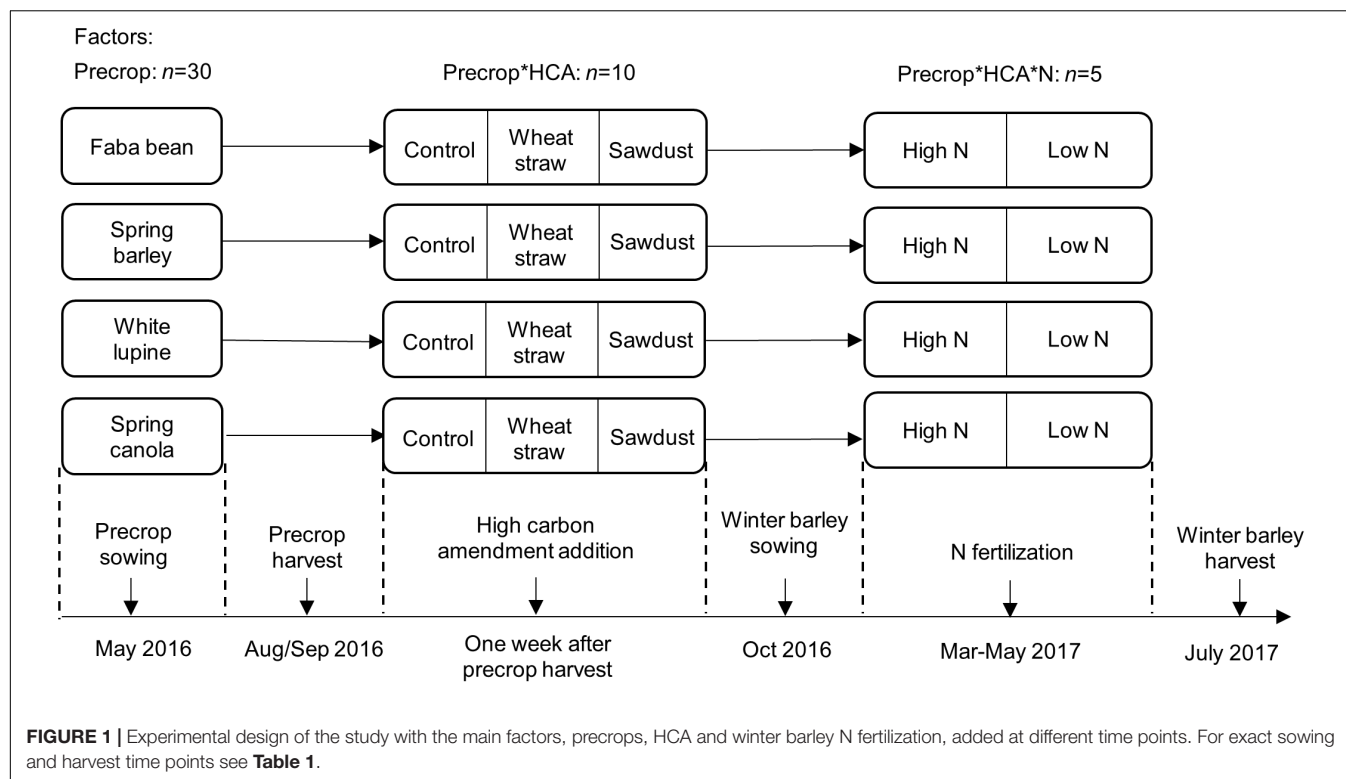 Factors:
Precrop: n=30
Precrop*HCA: n=10
Precrop*HCA*N: n=5
Faba bean
Control
Wheat
straw
Sawdust
High N
Low N
Spring
barley
Control
Wheat
straw
Sawdust
High N
Low N
White
lupine
Control
Wheat
straw
Sawdust
High N
Low N
Spring
canola
Control
Wheat
straw
Sawdust
High N
Low N
Precrop
sowing
Precrop
harvest
High carbon
amendment addition
Winter barley
sowing
N fertilization
Winter barley
harvest
May 2016
Aug/Sep 2016
One week after
precrop harvest
Oct 2016
Mar-May 2017
July 2017
FIGURE 1 | Experimental design of the study with the main factors, precrops, HCA and winter barley N fertilization, added at different time points. For exact sowing
and harvest time points see Table 1.